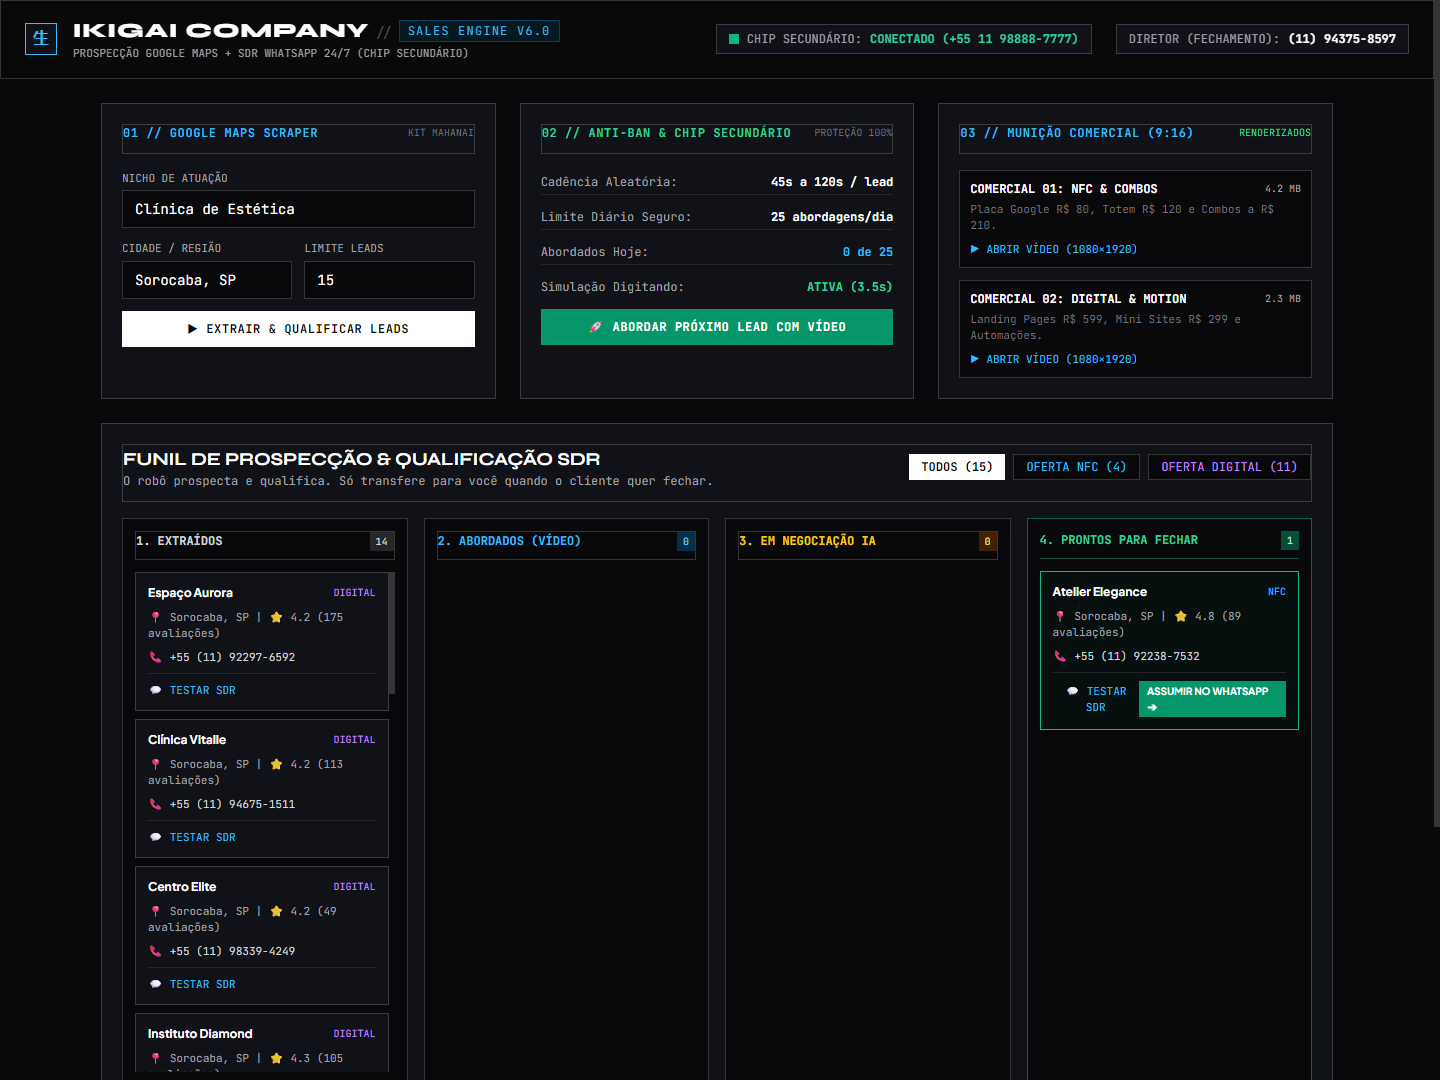 生
IKIGAI COMPANY // SALES ENGINE V6.0
PROSPECÇÃO GOOGLE MAPS + SDR WHATSAPP 24/7 (CHIP SECUNDÁRIO)
CHIP SECUNDÁRIO: CONECTADO (+55 11 98888-7777)
DIRETOR (FECHAMENTO): (11) 94375-8597
01 // GOOGLE MAPS SCRAPER
KIT MAHANAI
NICHO DE ATUAÇÃO
Clínica de Estética
CIDADE / REGIÃO
LIMITE LEADS
Sorocaba, SP
15
▶ EXTRAIR & QUALIFICAR LEADS
02 // ANTI-BAN & CHIP SECUNDÁRIO
PROTEÇÃO 100%
Cadência Aleatória: 45s a 120s / lead
Limite Diário Seguro: 25 abordagens/dia
Abordados Hoje: 0 de 25
Simulação Digitando: ATIVA (3.5s)
🚀 ABORDAR PRÓXIMO LEAD COM VÍDEO
03 // MUNIÇÃO COMERCIAL (9:16)
RENDERIZADOS
COMERCIAL 01: NFC & COMBOS
4.2 MB
Placa Google R$ 80, Totem R$ 120 e Combos a R$
210.
▶ ABRIR VÍDEO (1080×1920)
COMERCIAL 02: DIGITAL & MOTION
2.3 MB
Landing Pages R$ 599, Mini Sites R$ 299 e
Automações.
▶ ABRIR VÍDEO (1080×1920)
FUNIL DE PROSPECÇÃO & QUALIFICAÇÃO SDR
O robô prospecta e qualifica. Só transfere para você quando o cliente quer fechar.
TODOS (15)
OFERTA NFC (4)
OFERTA DIGITAL (11)
1. EXTRAÍDOS
14
Espaço Aurora
DIGITAL
📍 Sorocaba, SP | ⭐ 4.2 (175
avaliações)
📞 +55 (11) 92297-6592
💬 TESTAR SDR
Clínica Vitalle
DIGITAL
📍 Sorocaba, SP | ⭐ 4.2 (113
avaliações)
📞 +55 (11) 94675-1511
💬 TESTAR SDR
Centro Elite
DIGITAL
📍 Sorocaba, SP | ⭐ 4.2 (49
avaliações)
📞 +55 (11) 98339-4249
💬 TESTAR SDR
Instituto Diamond
DIGITAL
📍 Sorocaba, SP | ⭐ 4.3 (105
2. ABORDADOS (VÍDEO)
0
3. EM NEGOCIAÇÃO IA
0
4. PRONTOS PARA FECHAR
1
Atelier Elegance
NFC
📍 Sorocaba, SP | ⭐ 4.8 (89
avaliações)
📞 +55 (11) 92238-7532
💬 TESTAR
SDR
ASSUMIR NO WHATSAPP
➔